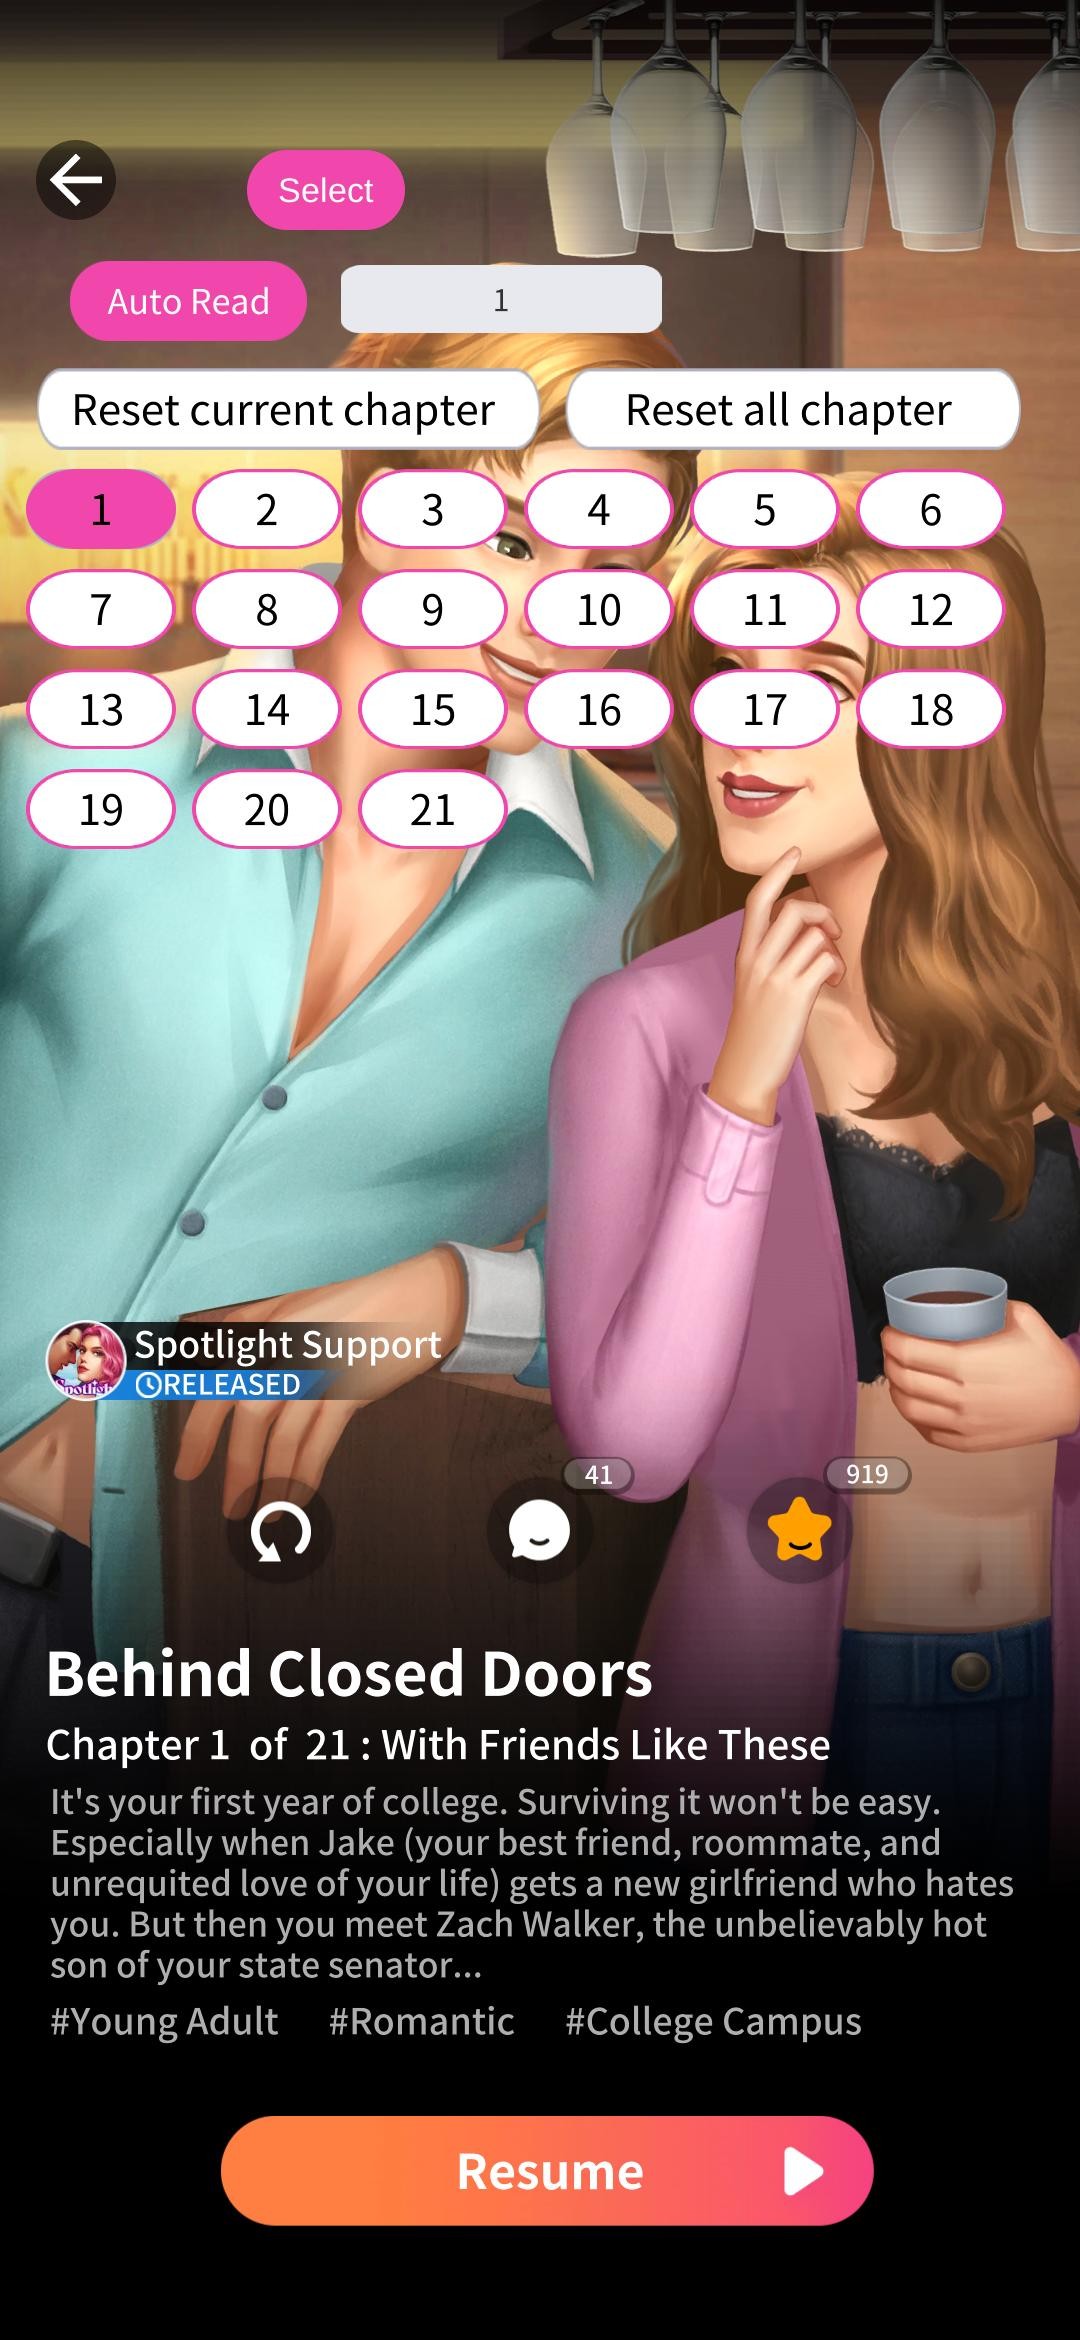 Select
Auto Read
1
Reset current chapter
Reset all chapter
1
2
3
4
5
6
7
8
9
10
11
12
13
14
15
16
17
18
19
20
21
Spotlight Support
RELEASED
41
919
Behind Closed Doors
Chapter 1 of 21 : With Friends Like These
It's your first year of college. Surviving it won't be easy.
Especially when Jake (your best friend, roommate, and
unrequited love of your life) gets a new girlfriend who hates
you. But then you meet Zach Walker, the unbelievably hot
son of your state senator...
#Young Adult #Romantic #College Campus
Resume